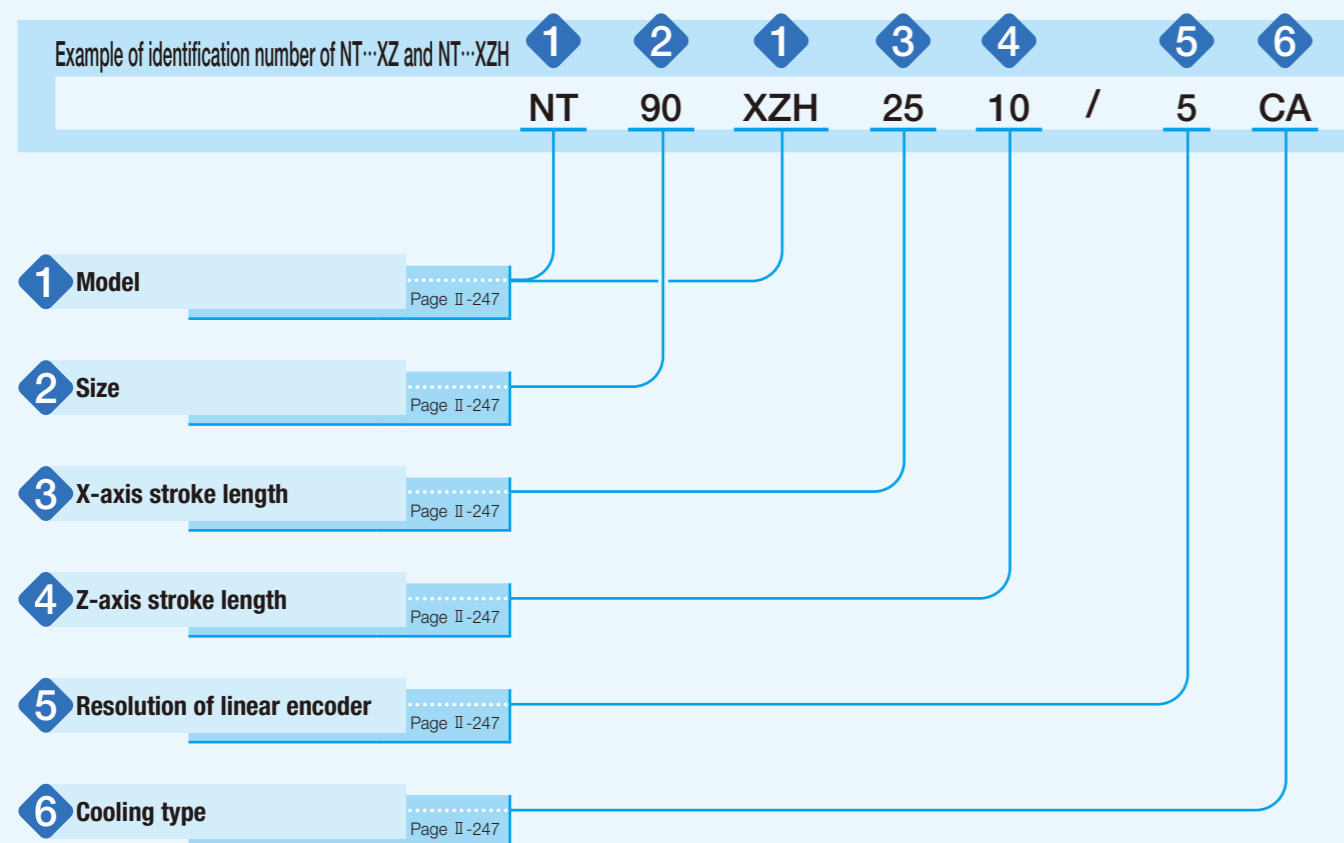 Example of identification number of NT…XZ and NT…XZH 1 2 1 3 4 5 6
NT 90 XZH 25 10 / 5 CA
1 Model
Page Ⅱ-247
2 Size
Page Ⅱ-247
3 X-axis stroke length
Page Ⅱ-247
4 Z-axis stroke length
Page Ⅱ-247
5 Resolution of linear encoder
Page Ⅱ-247
6 Cooling type
Page Ⅱ-247